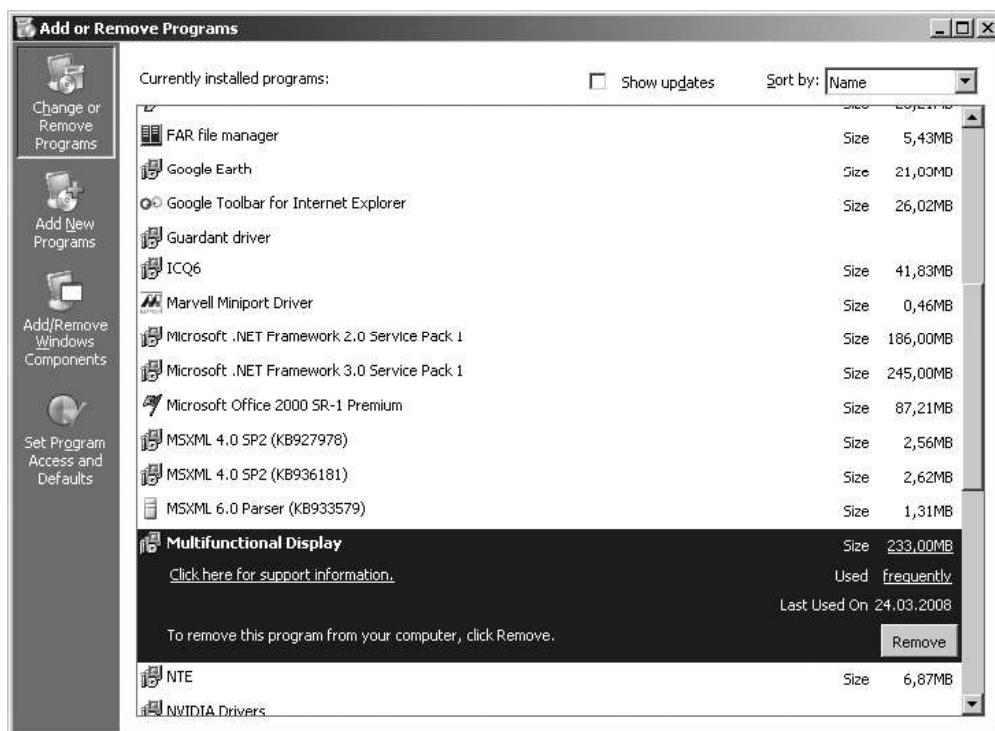 Add or Remove Programs
Change or
Remove
Programs
Add New
Programs
Add/Remove
Windows
Components
Set Program
Access and
Defaults
Currently installed programs:
Show updates
Sort by: Name
FAR file manager Size 5,43MB
Google Earth Size
Google Toolbar for Internet Explorer Size 26,02MB
Guardant driver
ICQ6 Size 41,83MB
Marvell Miniport Driver Size 0,46MB
Microsoft .NET Framework 2.0 Service Pack 1 Size 186,00MB
Microsoft .NET Framework 3.0 Service Pack 1 Size 245,00MB
Microsoft Office 2000 SR-1 Premium Size 87,21MB
MSXML 4.0 SP2 (KB927978) Size 2,56MB
MSXML 4.0 SP2 (KB936181) Size 2,62MB
MSXML 6.0 Parser (KB933579) Size 1,31MB
Multifunctional Display Size 233,00MB
Click here for support information. Used frequently
Last Used On 24.03.2008
To remove this program from your computer, click Remove. Remove
NTE Size 6,87MB
NVIDIA Drivers